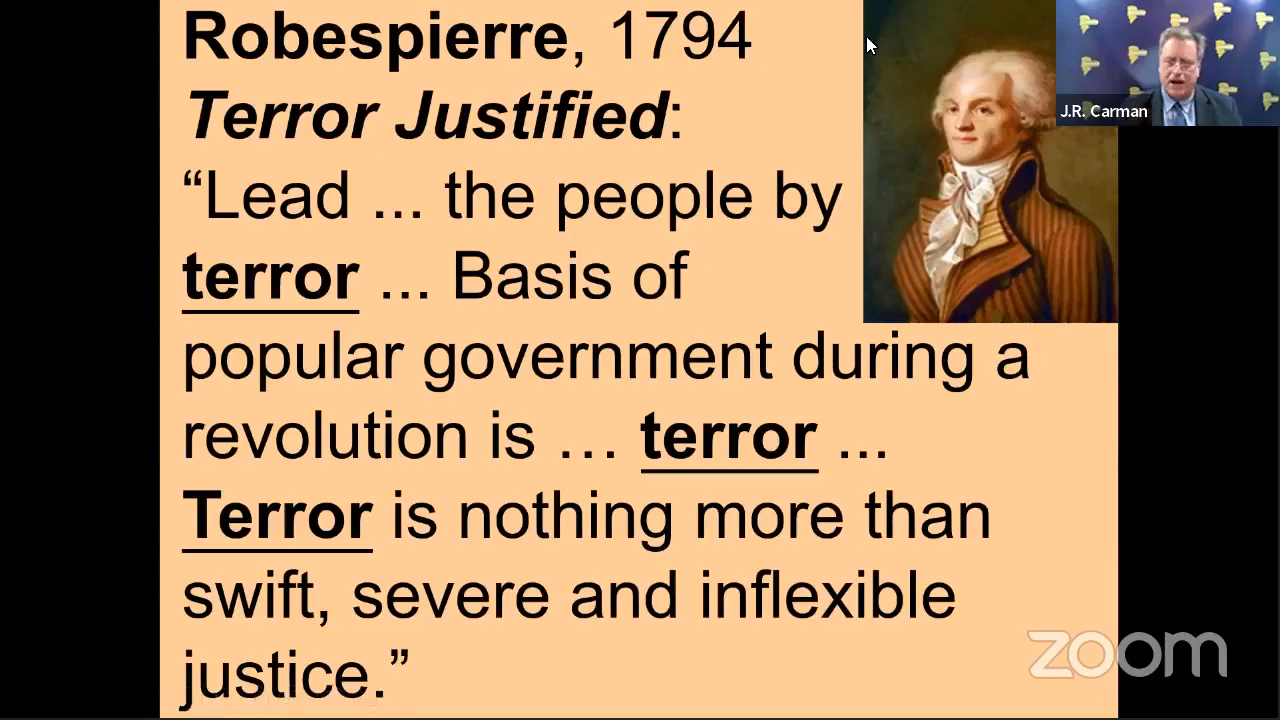 Robespierre, 1794
Terror Justified:
“Lead ... the people by
terror ... Basis of
popular government during a
revolution is … terror ...
Terror is nothing more than
swift, severe and inflexible
justice.”
J.R. Carman
zoom